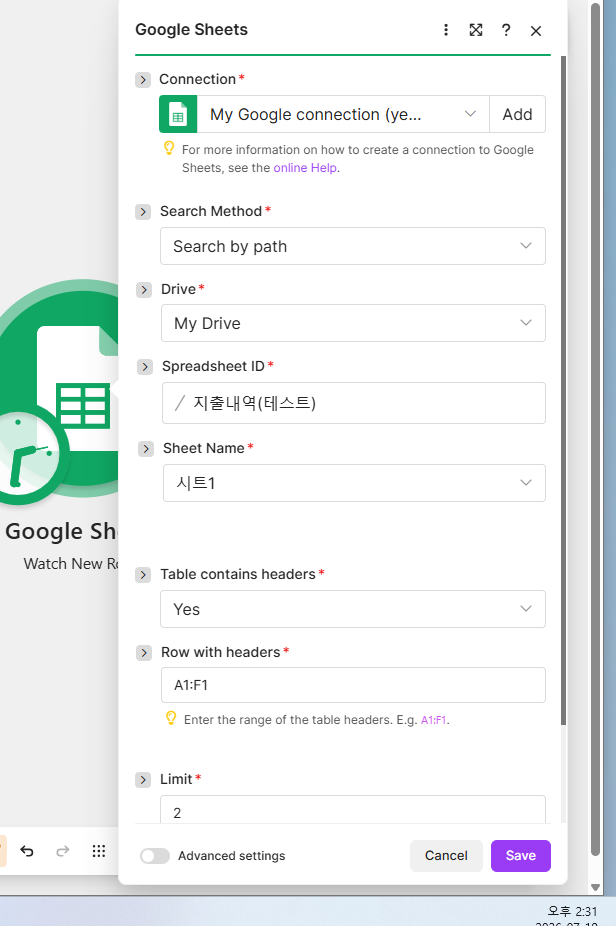 Google Sheets
Connection*
My Google connection (ye...
Add
For more information on how to create a connection to Google
Sheets, see the online Help.
Search Method*
Search by path
Drive*
My Drive
Spreadsheet ID*
/ 지출내역(테스트)
Sheet Name*
시트1
Google Sh
Watch New Ro
Table contains headers*
Yes
Row with headers*
A1:F1
Enter the range of the table headers. E.g. A1:F1.
Limit*
2
Advanced settings
Cancel
Save
오후 2:31